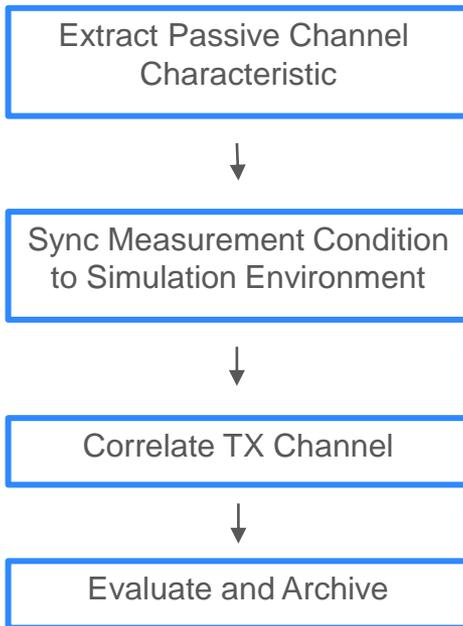 Extract Passive Channel
Characteristic
Sync Measurement Condition
to Simulation Environment
Correlate TX Channel
Evaluate and Archive